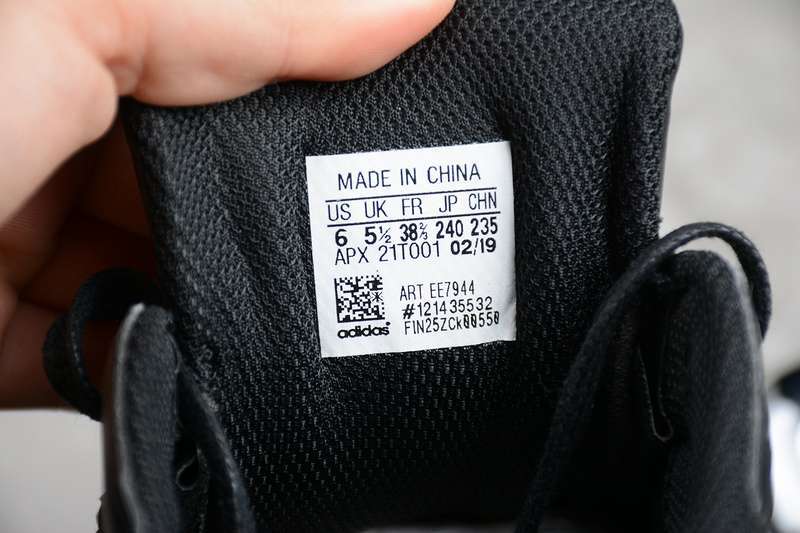 MADE IN CHINA
US UK FR JP CHN
6 5½ 38⅔ 240 235
APX 21T001 02/19
ART EE7944
#121435532
adidas FIN25ZCk00550